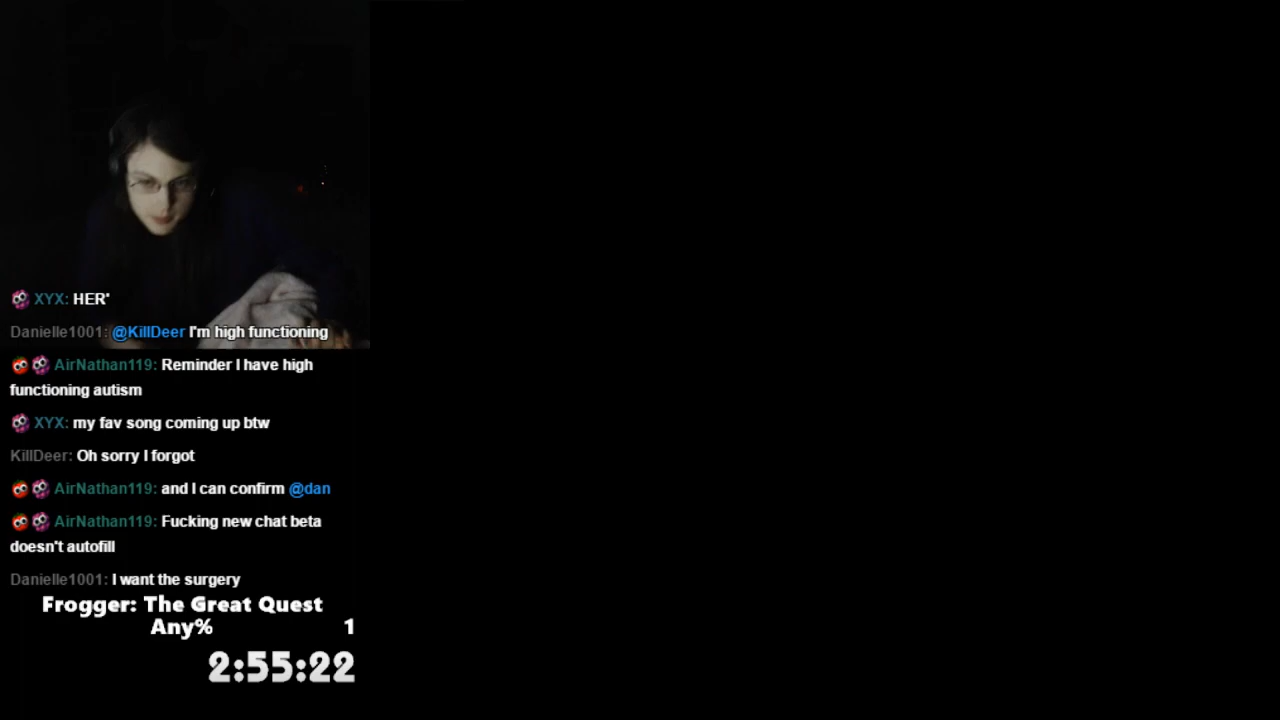 XYX: HER'
Danielle1001: @KillDeer I'm high functioning
AirNathan119: Reminder I have high
functioning autism
XYX: my fav song coming up btw
KillDeer: Oh sorry I forgot
AirNathan119: and I can confirm @dan
AirNathan119: Fucking new chat beta
doesn't autofill
Danielle1001: I want the surgery
Frogger: The Great Quest
Any% 1
2:55:22